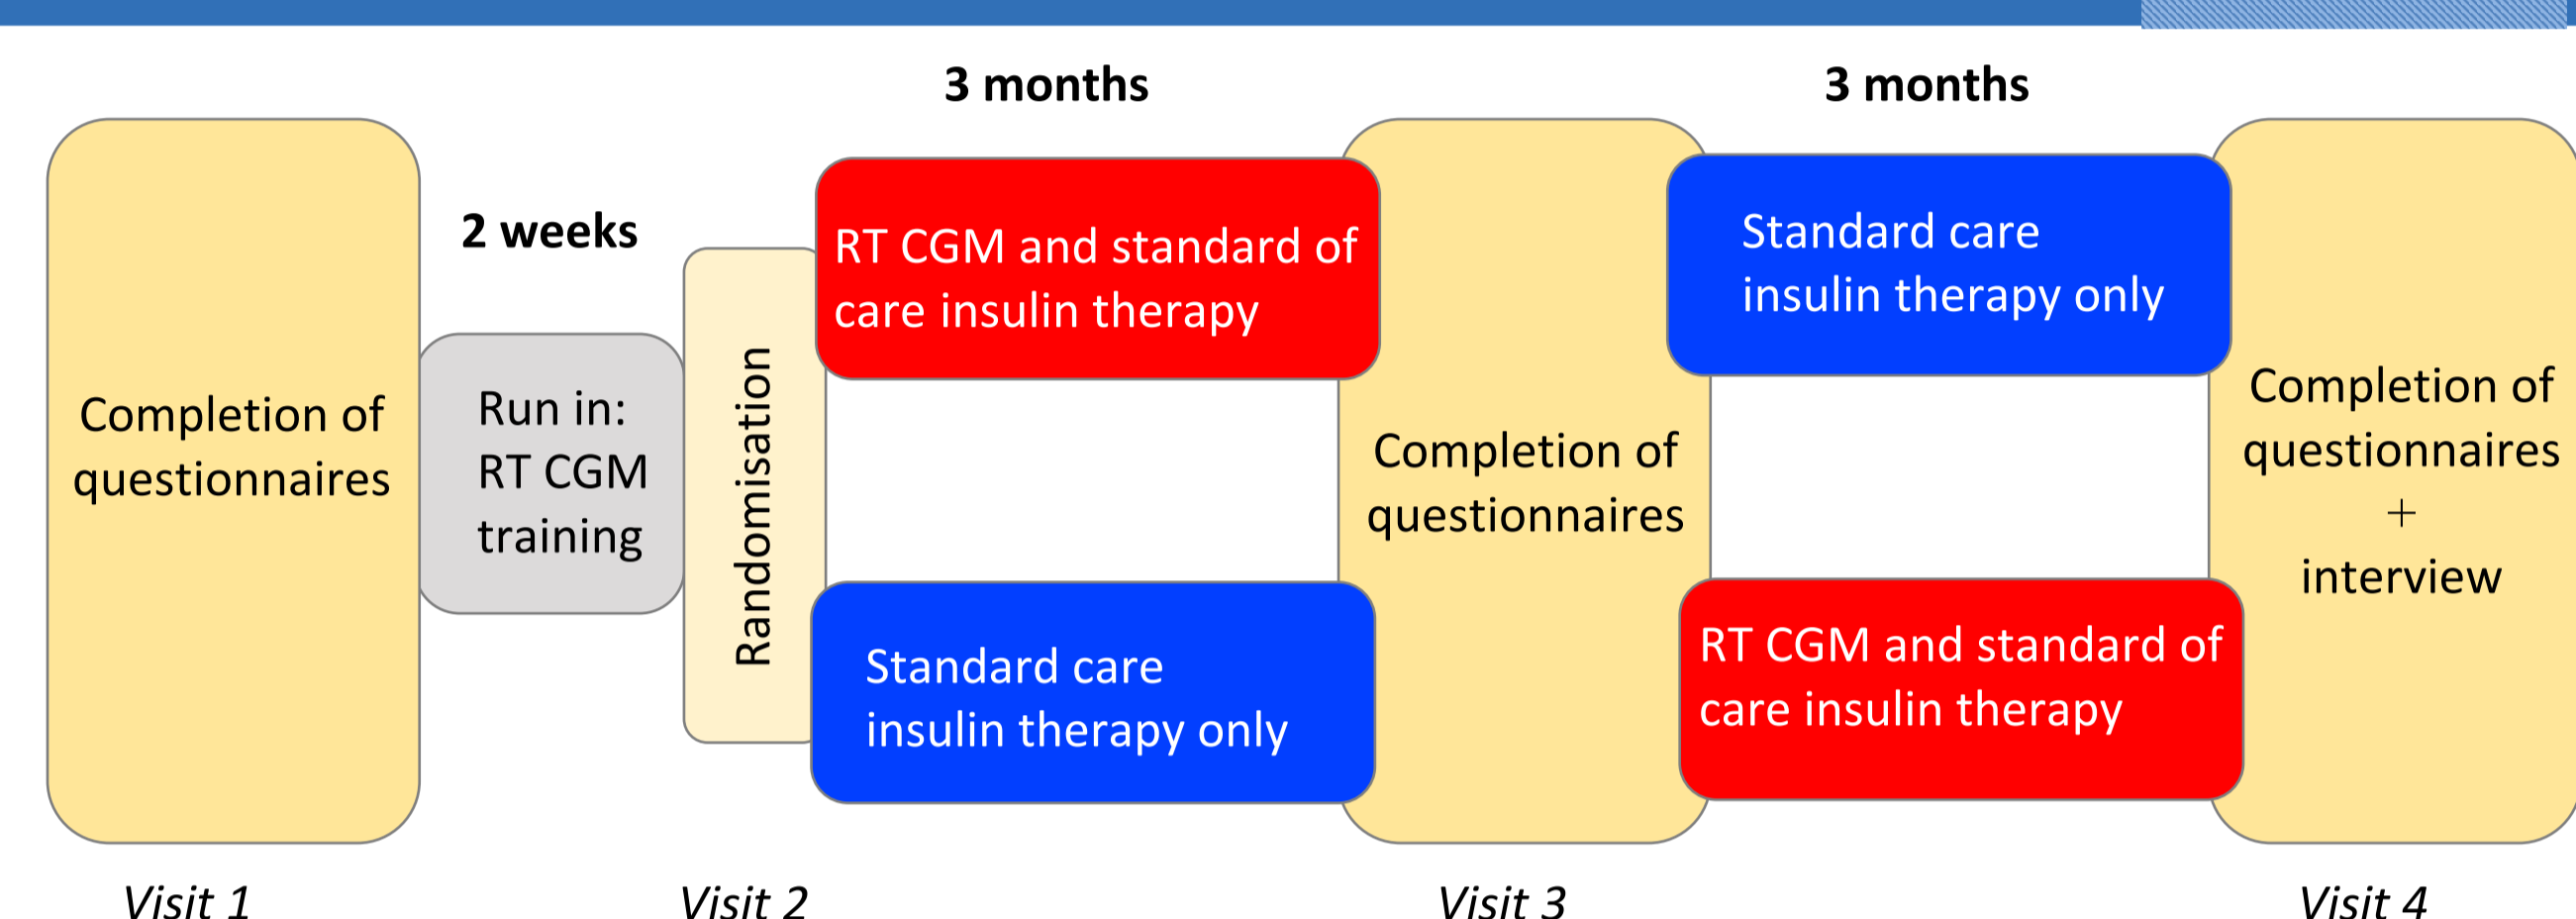 3 months
3 months
2 weeks
Completion of
questionnaires
Run in:
RT CGM
training
Randomisation
RT CGM and standard of
care insulin therapy
Standard care
insulin therapy only
Completion of
questionnaires
Standard care
insulin therapy only
RT CGM and standard of
care insulin therapy
Completion of
questionnaires
+
interview
Visit 1
Visit 2
Visit 3
Visit 4